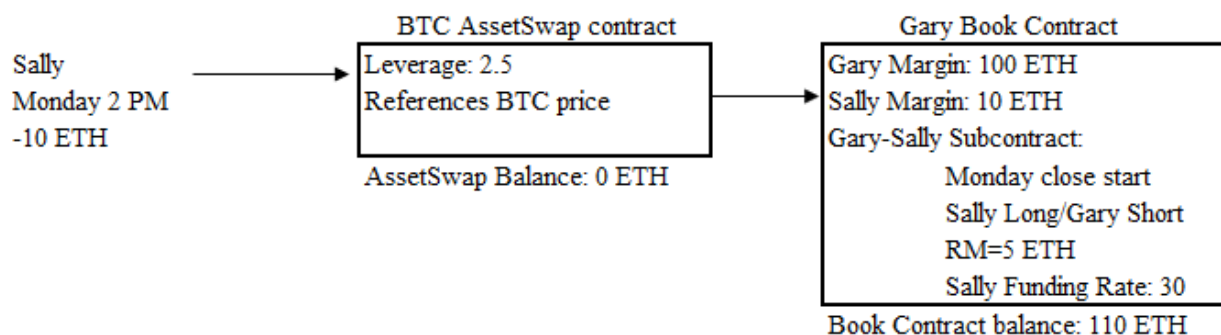 Sally
Monday 2 PM
-10 ETH
BTC AssetSwap contract
Leverage: 2.5
References BTC price
AssetSwap Balance: 0 ETH
Gary Book Contract
Gary Margin: 100 ETH
Sally Margin: 10 ETH
Gary-Sally Subcontract:
Monday close start
Sally Long/Gary Short
RM=5 ETH
Sally Funding Rate: 30
Book Contract balance: 110 ETH